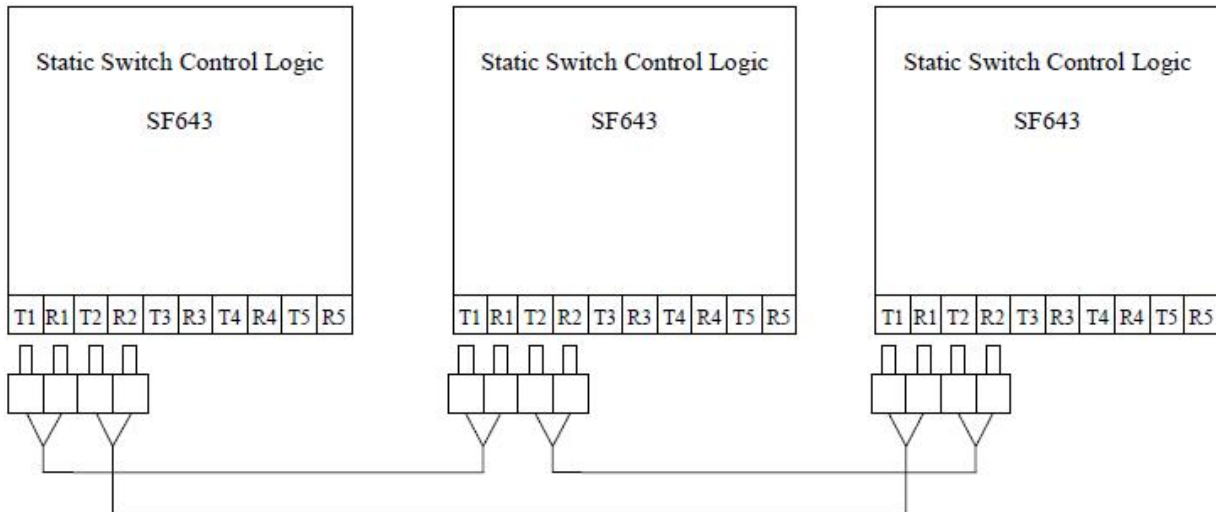 Static Switch Control Logic
SF643
T1 R1 T2 R2 T3 R3 T4 R4 T5 R5
Static Switch Control Logic
SF643
T1 R1 T2 R2 T3 R3 T4 R4 T5 R5
Static Switch Control Logic
SF643
T1 R1 T2 R2 T3 R3 T4 R4 T5 R5